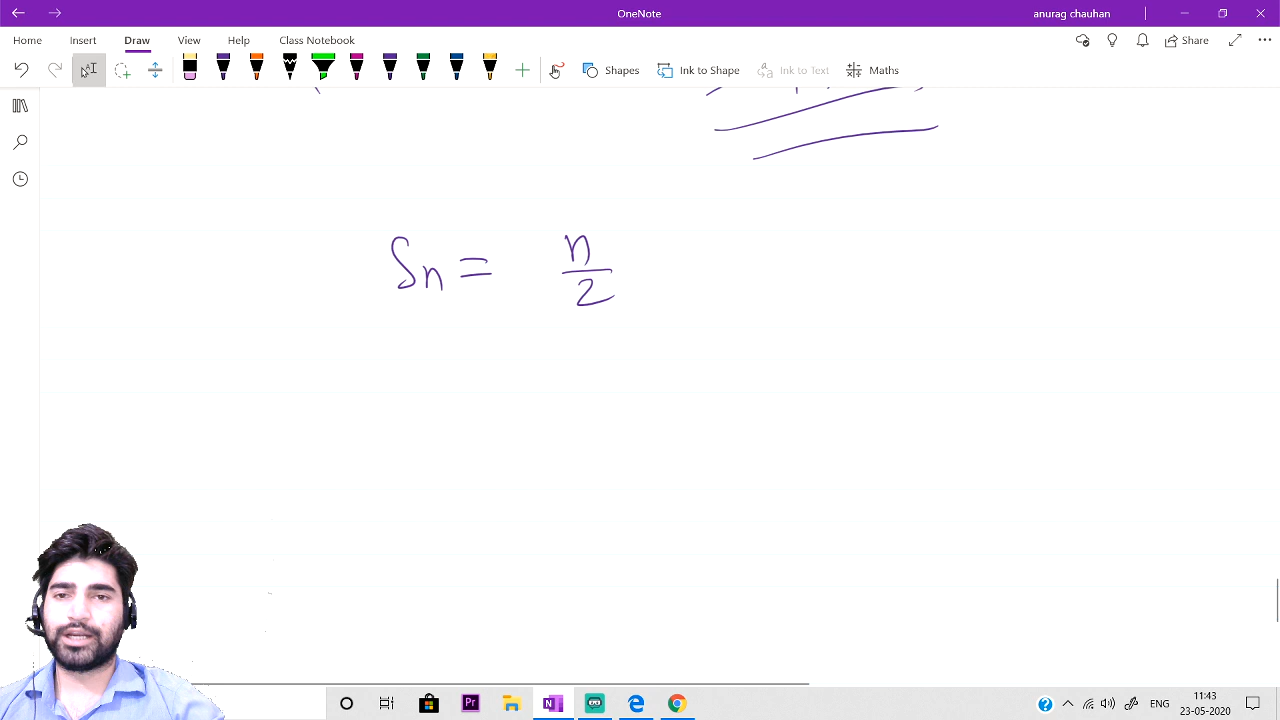 OneNote
anurag chauhan
Home Insert Draw View Help Class Notebook
Share
Shapes Ink to Shape Ink to Text Maths
Sn = n/2
Pr
N
ENG
11:43
23-05-2020